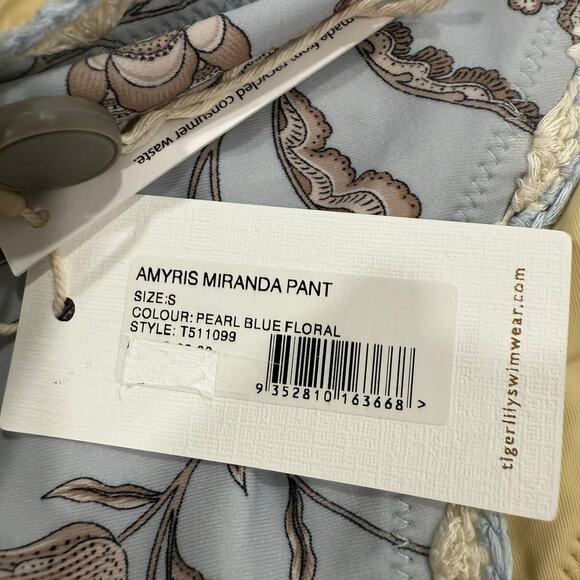 made from recycled consumer waste.
AMYRIS MIRANDA PANT
SIZE:S
COLOUR: PEARL BLUE FLORAL
STYLE: T511099
9 352810 163668 >
tigerlilyswimwear.com